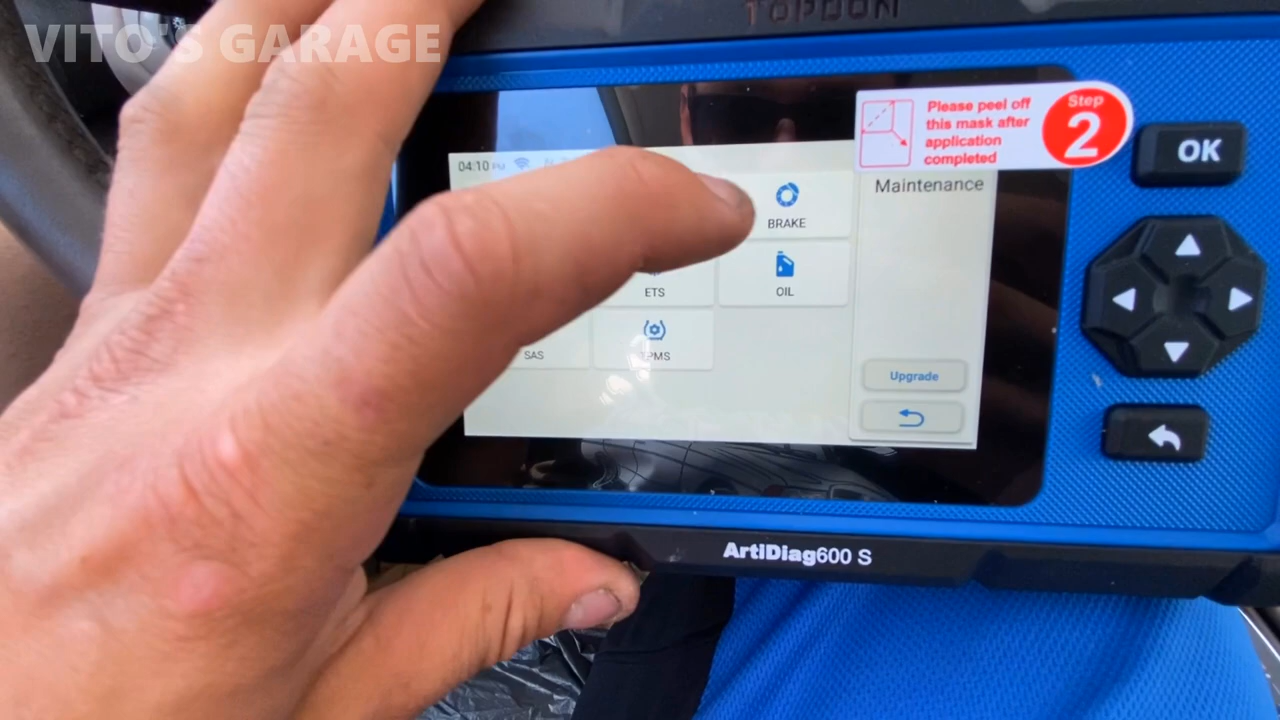 VITO'S GARAGE
TOPDON
Please peel off
this mask after
application
completed
Step
2
OK
04:10 PM
Maintenance
BRAKE
ETS
OIL
SAS
TPMS
Upgrade
ArtiDiag600 S